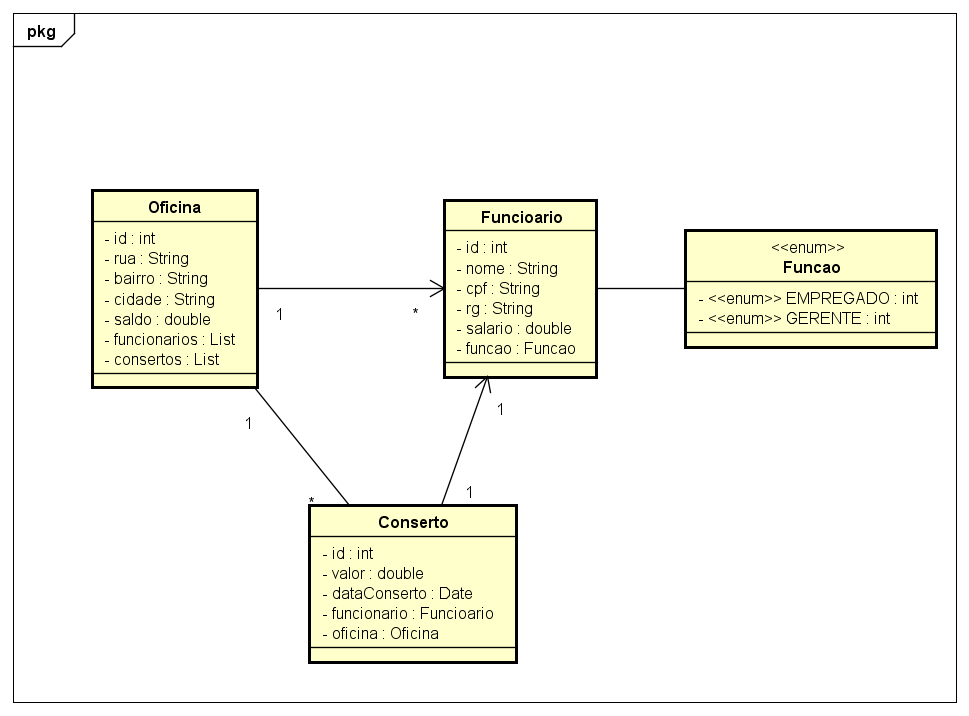 pkg
Oficina
- id : int
- rua : String
- bairro : String
- cidade : String
- saldo : double
- funcionarios : List
- consertos : List
1
*
Funcioario
- id : int
- nome : String
- cpf : String
- rg : String
- salario : double
- funcao : Funcao
<<enum>>
Funcao
- <<enum>> EMPREGADO : int
- <<enum>> GERENTE : int
1
1
*
1
Conserto
- id : int
- valor : double
- dataConserto : Date
- funcionario : Funcioario
- oficina : Oficina